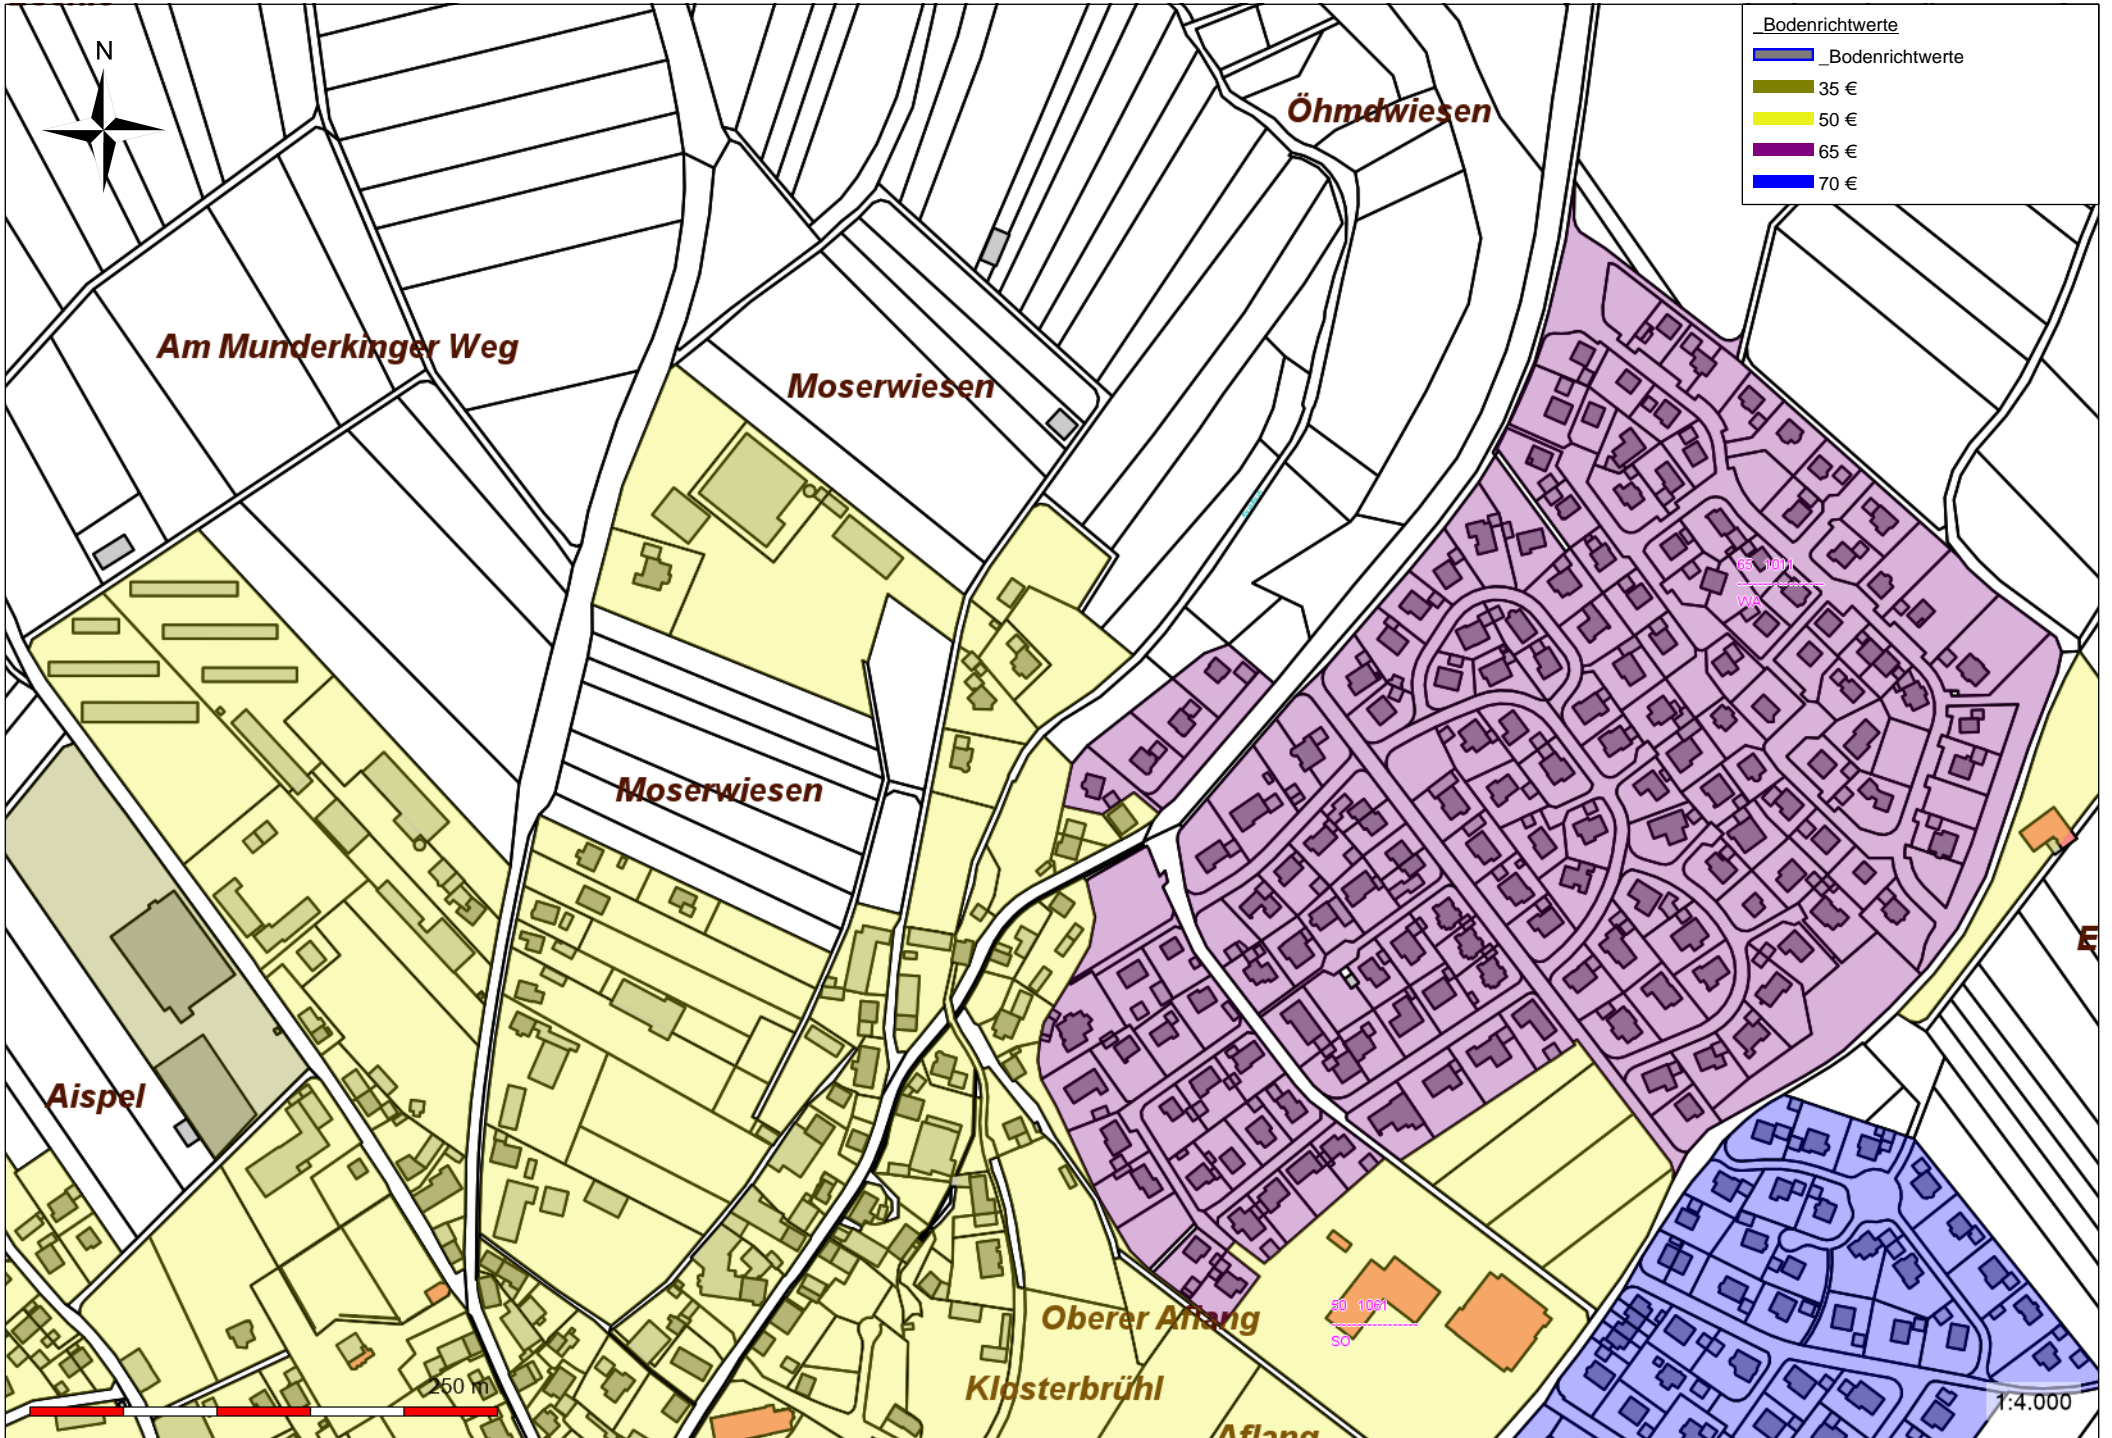 N
_Bodenrichtwerte
_Bodenrichtwerte
35 €
50 €
65 €
70 €
Öhmdwiesen
Am Munderkinger Weg
Moserwiesen
65 1011
WA
Moserwiesen
E
Aispel
50 1061
SO
Oberer Aflang
Klosterbrühl
Aflang
250 m
1:4.000